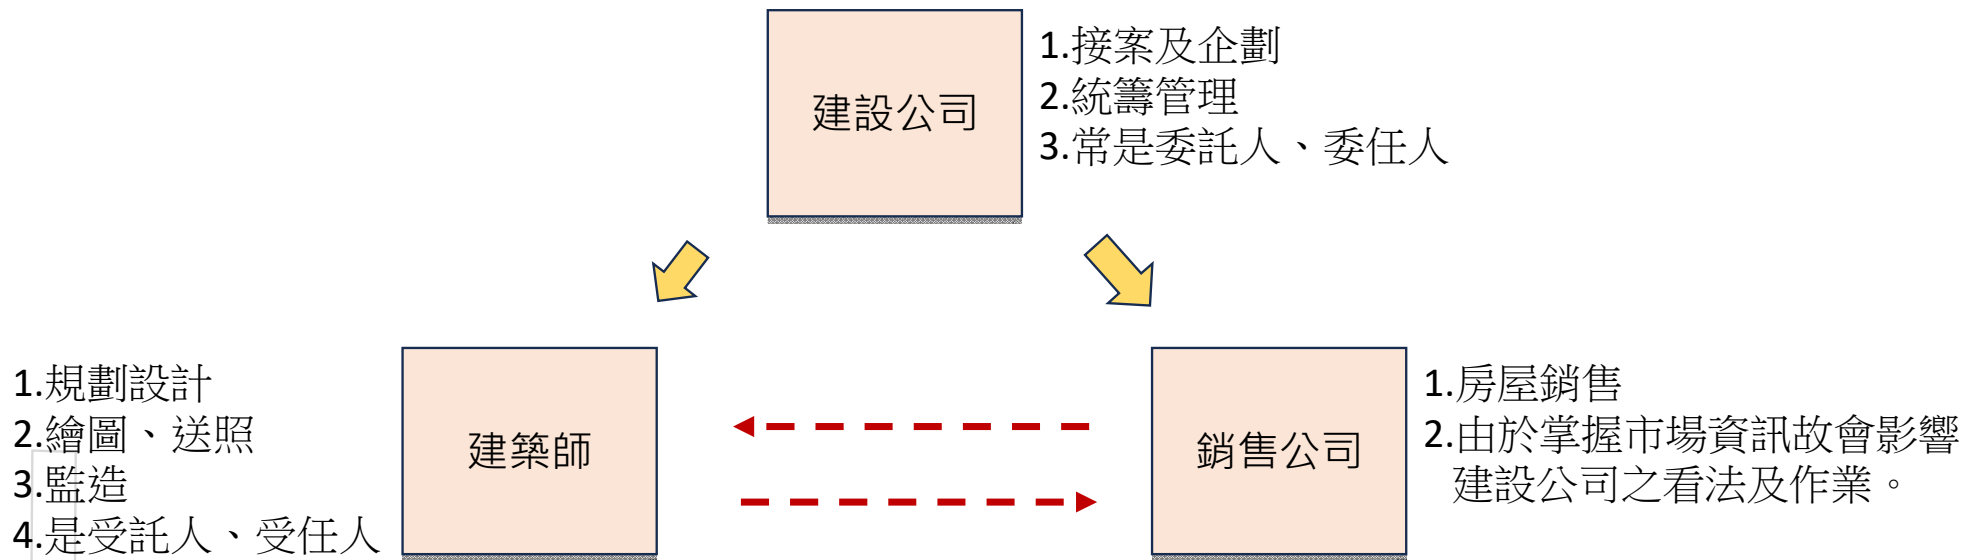 建設公司
1.接案及企劃
2.統籌管理
3.常是委託人、委任人
1.規劃設計
2.繪圖、送照
3.監造
4.是受託人、受任人
建築師
銷售公司
1.房屋銷售
2.由於掌握市場資訊故會影響
建設公司之看法及作業。